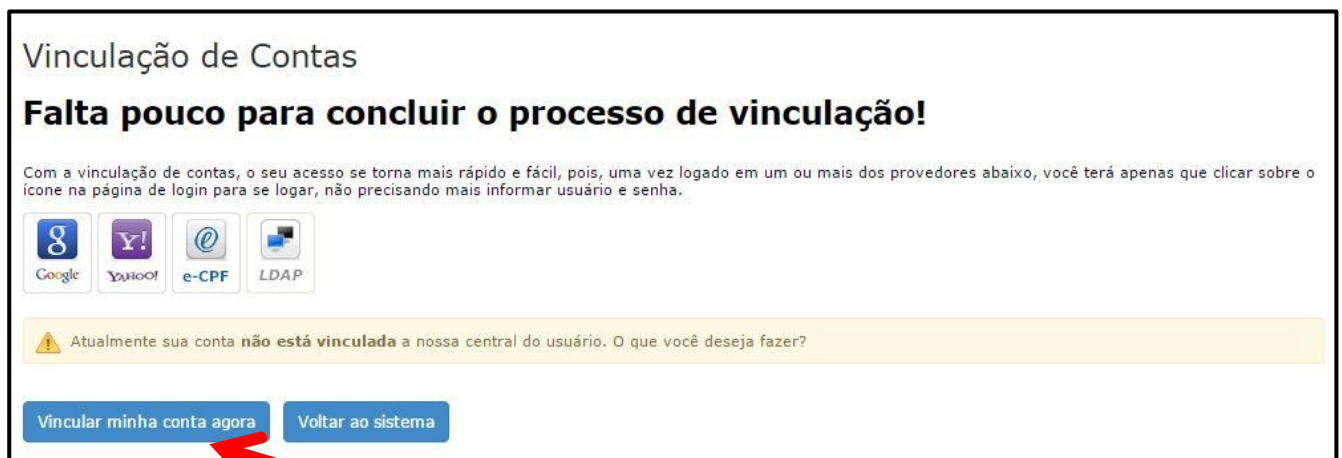 Vinculação de Contas
Falta pouco para concluir o processo de vinculação!
Com a vinculação de contas, o seu acesso se torna mais rápido e fácil, pois, uma vez logado em um ou mais dos provedores abaixo, você terá apenas que clicar sobre o
ícone na página de login para se logar, não precisando mais informar usuário e senha.
g Y! e
Google YAHOO! e-CPF LDAP
Atualmente sua conta não está vinculada a nossa central do usuário. O que você deseja fazer?
Vincular minha conta agora Voltar ao sistema